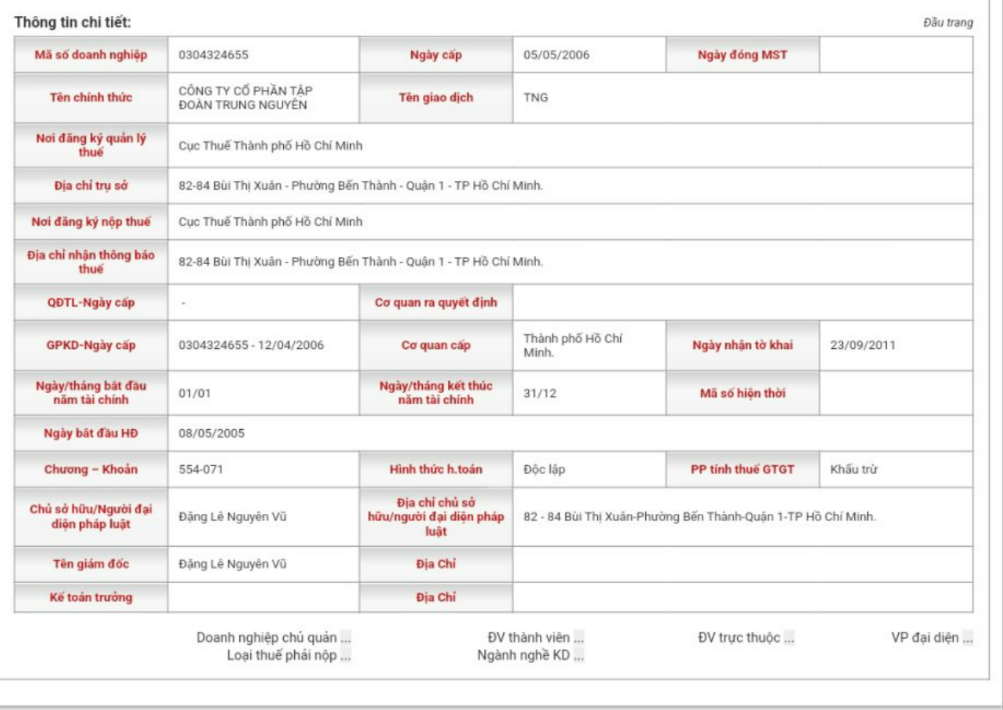 Thông tin chi tiết:
Đầu trang
Mã số doanh nghiệp 0304324655 Ngày cấp 05/05/2006 Ngày đóng MST
Tên chính thức CÔNG TY CỔ PHẦN TẬP
ĐOÀN TRUNG NGUYÊN Tên giao dịch TNG
Nơi đăng ký quản lý
thuế Cục Thuế Thành phố Hồ Chí Minh
Địa chỉ trụ sở 82-84 Bùi Thị Xuân - Phường Bến Thành - Quận 1 - TP Hồ Chí Minh.
Nơi đăng ký nộp thuế Cục Thuế Thành phố Hồ Chí Minh
Địa chỉ nhận thông báo
thuế 82-84 Bùi Thị Xuân - Phường Bến Thành - Quận 1 - TP Hồ Chí Minh.
QĐTL-Ngày cấp - Cơ quan ra quyết định
GPKD-Ngày cấp 0304324655 - 12/04/2006 Cơ quan cấp Thành phố Hồ Chí
Minh. Ngày nhận tờ khai 23/09/2011
Ngày/tháng bắt đầu
năm tài chính 01/01 Ngày/tháng kết thúc
năm tài chính 31/12 Mã số hiện thời
Ngày bắt đầu HĐ 08/05/2005
Chương – Khoản 554-071 Hình thức h.toán Độc lập PP tính thuế GTGT Khấu trừ
Chủ sở hữu/Người đại
diện pháp luật Đặng Lê Nguyên Vũ Địa chỉ chủ sở
hữu/người đại diện pháp
luật 82 - 84 Bùi Thị Xuân-Phường Bến Thành-Quận 1-TP Hồ Chí Minh.
Tên giám đốc Đặng Lê Nguyên Vũ Địa Chỉ
Kế toán trưởng Địa Chỉ
Doanh nghiệp chủ quản ... ĐV thành viên ... ĐV trực thuộc ... VP đại diện ...
Loại thuế phải nộp ... Ngành nghề KD ...